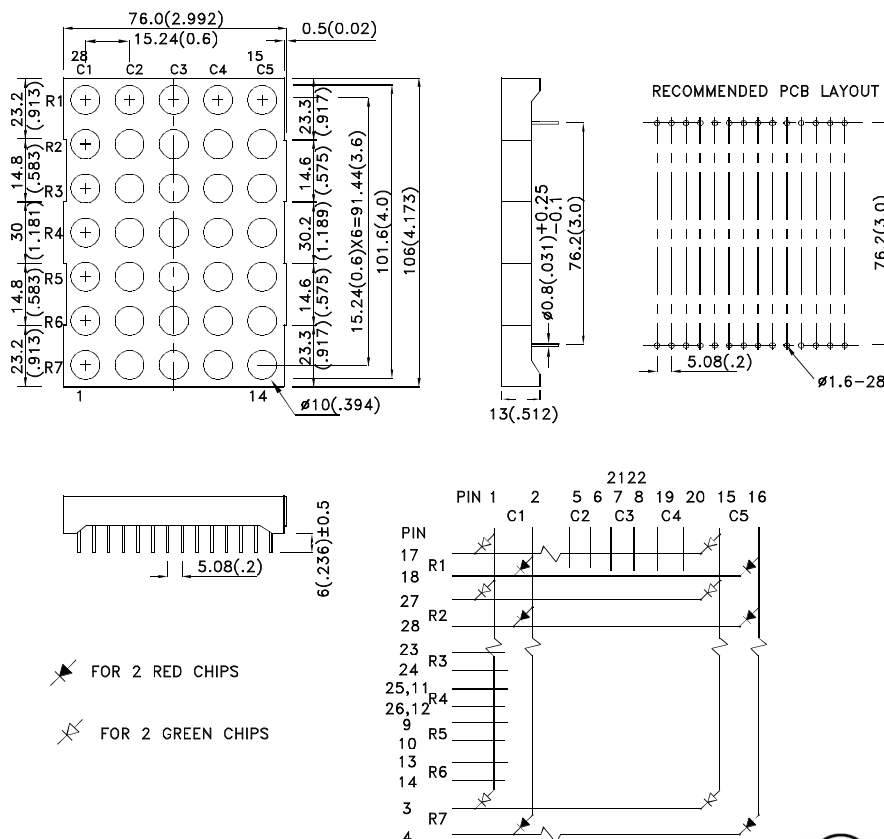 76.0(2.992)
15.24(0.6)
0.5(0.02)
28 15
C1 C2 C3 C4 C5
R1
R2
R3
R4
R5
R6
R7
1 14
23.2 (.913)
14.8 (.583)
30 (1.181)
14.8 (.583)
23.2 (.913)
23.3 (.917)
14.6 (.575)
30.2 (1.189)
14.6 (.575)
23.3 (.917)
15.24(0.6)X6=91.44(3.6)
101.6(4.0)
106(4.173)
ø10(.394)
ø0.8(.031)+0.25 -0.1
76.2(3.0)
13(.512)
RECOMMENDED PCB LAYOUT
76.2(3.0)
5.08(.2)
ø1.6-28
5.08(.2)
6(.236)±0.5
FOR 2 RED CHIPS
FOR 2 GREEN CHIPS
2122
PIN 1 2 5 6 7 8 19 20 15 16
C1 C2 C3 C4 C5
PIN
17
R1
18
27
R2
28
23
R3
24
25,11
R4
26,12
9
R5
10
13
R6
14
3
R7
4